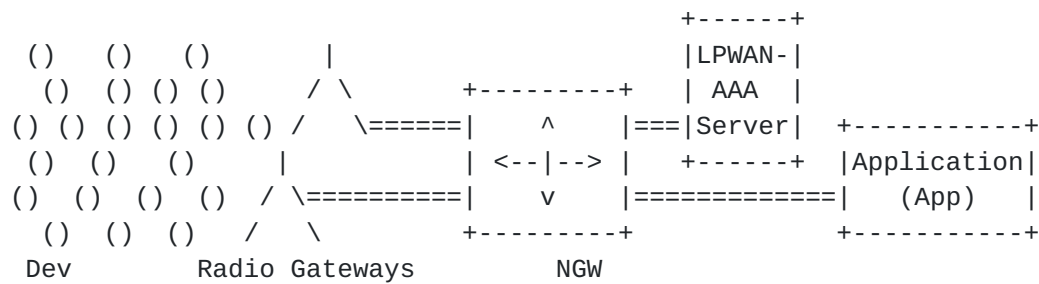 +------+
 ()   ()   ()        |                     |LPWAN-|
  ()  () () ()      / \       +---------+  | AAA  |
() () () () () () /   \======|    ^    |===|Server|  +-----------+
 ()  ()   ()     |           | <--|--> |   +------+  |Application|
()  ()  ()  ()  / \==========|    v    |=============|   (App)   |
  ()  ()  ()   /   \         +---------+             +-----------+
 Dev        Radio Gateways         NGW